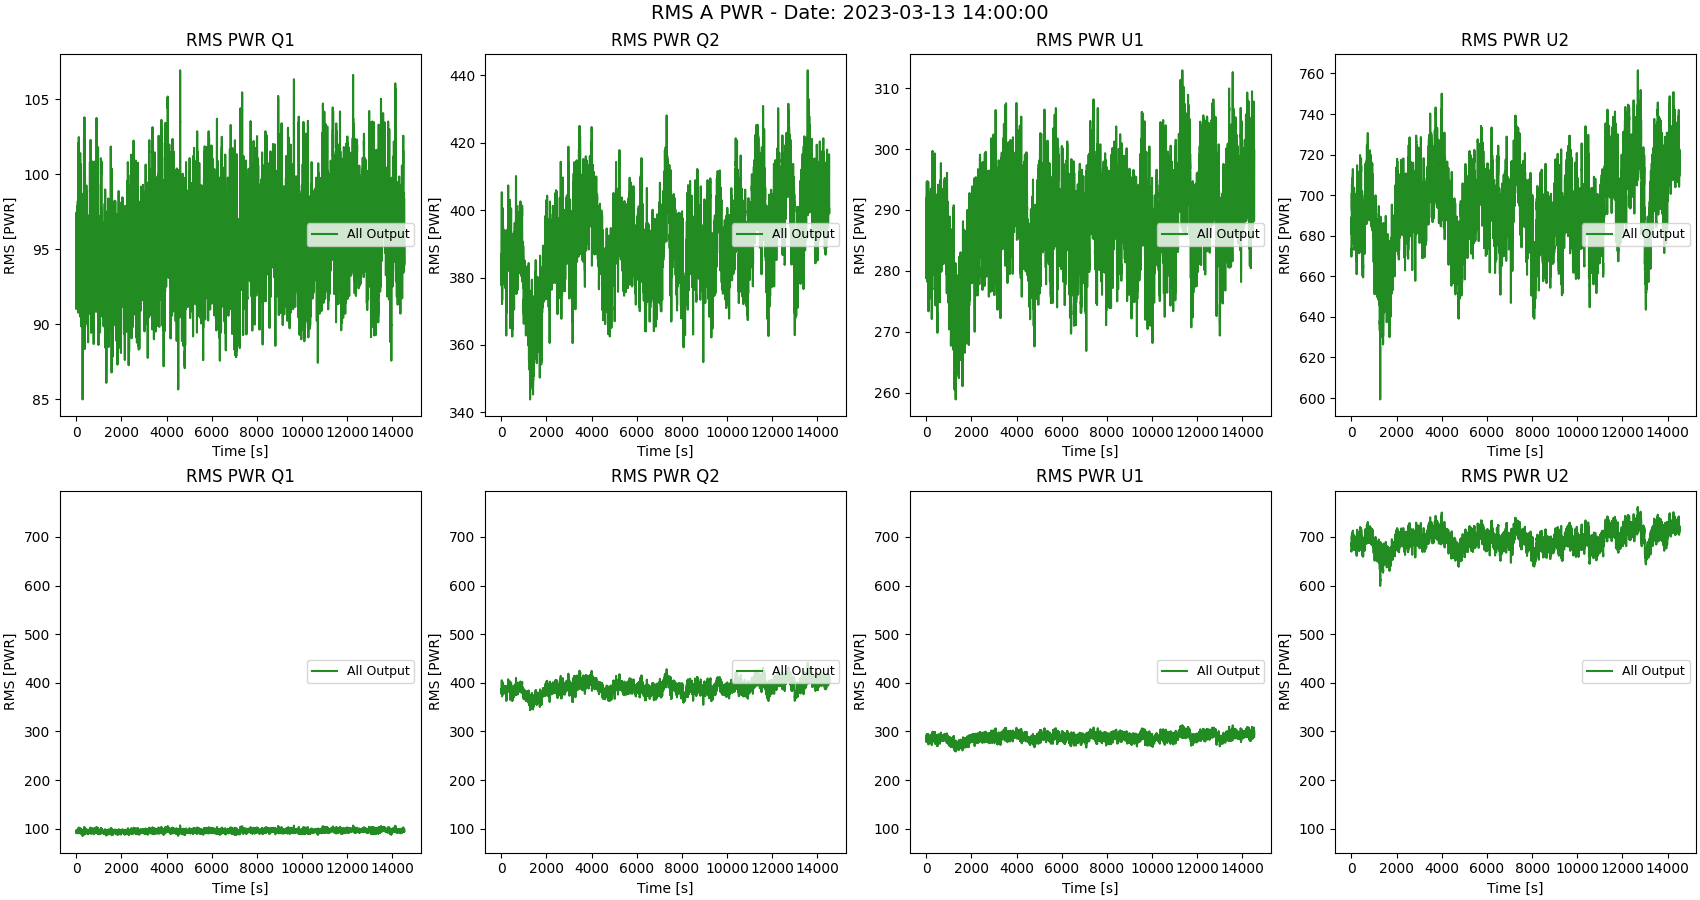 RMS A PWR - Date: 2023-03-13 14:00:00
RMS PWR Q1
RMS [PWR]
105
100
95
90
85
All Output
0 2000 4000 6000 8000 10000 12000 14000
Time [s]
RMS PWR Q2
RMS [PWR]
440
420
400
380
360
340
All Output
0 2000 4000 6000 8000 10000 12000 14000
Time [s]
RMS PWR U1
RMS [PWR]
310
300
290
280
270
260
All Output
0 2000 4000 6000 8000 10000 12000 14000
Time [s]
RMS PWR U2
RMS [PWR]
760
740
720
700
680
660
640
620
600
All Output
0 2000 4000 6000 8000 10000 12000 14000
Time [s]
RMS PWR Q1
RMS [PWR]
700
600
500
400
300
200
100
All Output
0 2000 4000 6000 8000 10000 12000 14000
Time [s]
RMS PWR Q2
RMS [PWR]
700
600
500
400
300
200
100
All Output
0 2000 4000 6000 8000 10000 12000 14000
Time [s]
RMS PWR U1
RMS [PWR]
700
600
500
400
300
200
100
All Output
0 2000 4000 6000 8000 10000 12000 14000
Time [s]
RMS PWR U2
RMS [PWR]
700
600
500
400
300
200
100
All Output
0 2000 4000 6000 8000 10000 12000 14000
Time [s]